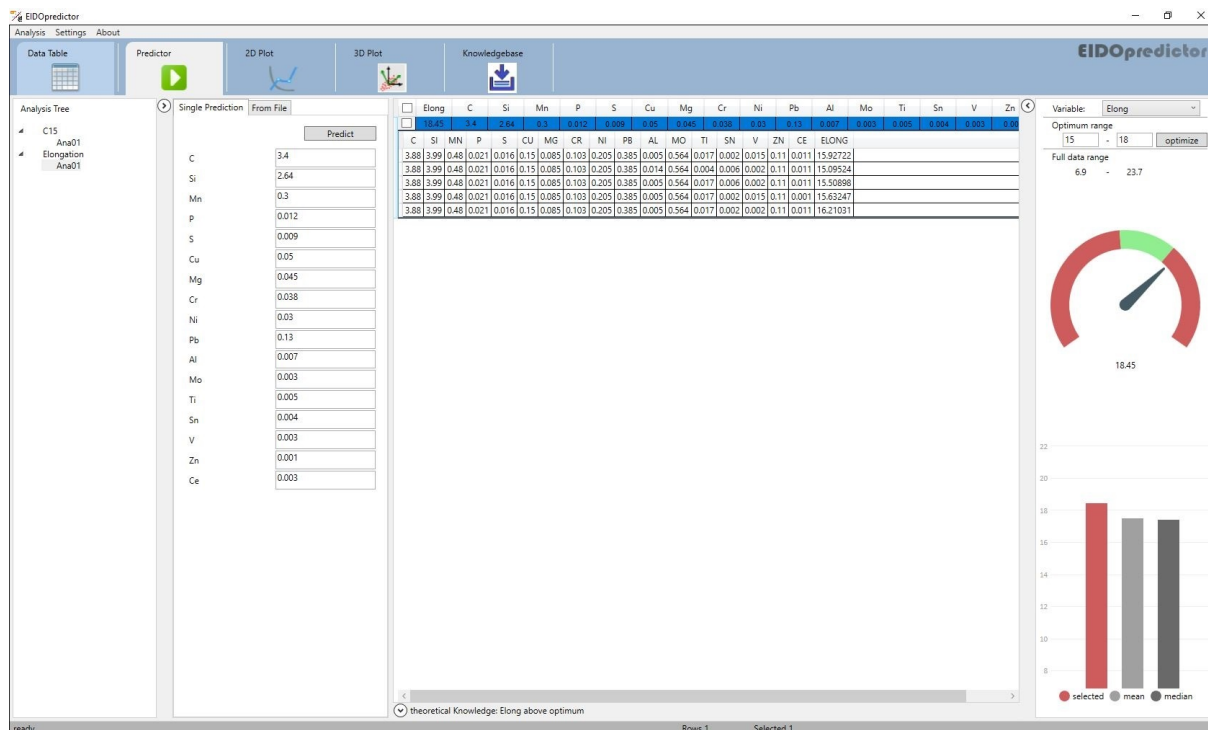 EIDOpredictor
Analysis Settings About
Data Table Predictor 2D Plot 3D Plot Knowledgebase
EIDOpredictor
Analysis Tree
C15
Ana01
Elongation
Ana01
Single Prediction From File
Predict
C 3.4
Si 2.64
Mn 0.3
P 0.012
S 0.009
Cu 0.05
Mg 0.045
Cr 0.038
Ni 0.03
Pb 0.13
Al 0.007
Mo 0.003
Ti 0.005
Sn 0.004
V 0.003
Zn 0.001
Ce 0.003
Elong C Si Mn P S Cu Mg Cr Ni Pb Al Mo Ti Sn V Zn
18.45 3.4 2.64 0.3 0.012 0.009 0.05 0.045 0.038 0.03 0.13 0.007 0.003 0.005 0.004 0.003 0.00
C SI MN P S CU MG CR NI PB AL MO TI SN V ZN CE ELONG
3.88 3.99 0.48 0.021 0.016 0.15 0.085 0.103 0.205 0.385 0.005 0.564 0.017 0.002 0.015 0.11 0.011 15.92722
3.88 3.99 0.48 0.021 0.016 0.15 0.085 0.103 0.205 0.385 0.014 0.564 0.004 0.006 0.002 0.11 0.011 15.09524
3.88 3.99 0.48 0.021 0.016 0.15 0.085 0.103 0.205 0.385 0.005 0.564 0.017 0.006 0.002 0.11 0.011 15.50898
3.88 3.99 0.48 0.021 0.016 0.15 0.085 0.103 0.205 0.385 0.005 0.564 0.017 0.002 0.015 0.11 0.001 15.63247
3.88 3.99 0.48 0.021 0.016 0.15 0.085 0.103 0.205 0.385 0.005 0.564 0.017 0.002 0.002 0.11 0.011 16.21031
theoretical Knowledge: Elong above optimum
Variable: Elong
Optimum range
15 - 18 optimize
Full data range
6.9 - 23.7
18.45
22
20
18
16
14
12
10
8
selected mean median
ready Rows 1 Selected 1